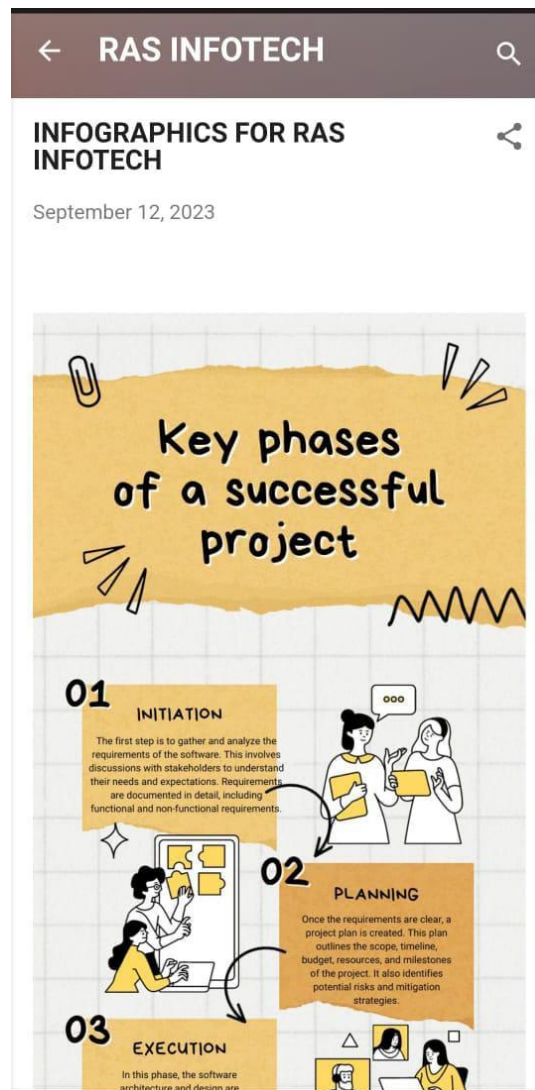 RAS INFOTECH
INFOGRAPHICS FOR RAS
INFOTECH
September 12, 2023
Key phases
of a successful
project
01
INITIATION
The first step is to gather and analyze the
requirements of the software. This involves
discussions with stakeholders to understand
their needs and expectations. Requirements
are documented in detail, including
functional and non-functional requirements.
02
PLANNING
Once the requirements are clear, a
project plan is created. This plan
outlines the scope, timeline,
budget, resources, and milestones
of the project. It also identifies
potential risks and mitigation
strategies.
03
EXECUTION
In this phase, the software
architecture and design are